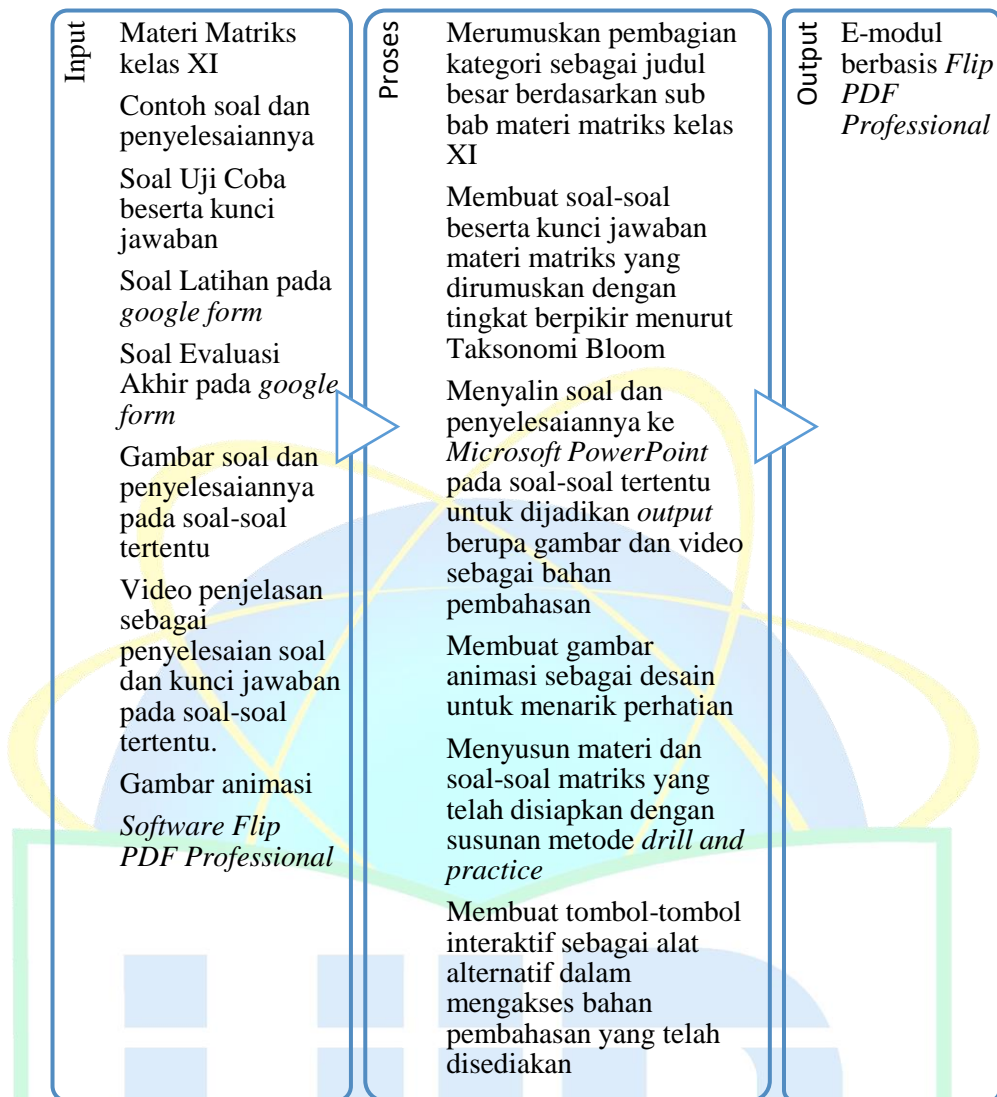 Input
Materi Matriks
kelas XI
Contoh soal dan
penyelesaiannya
Soal Uji Coba
beserta kunci
jawaban
Soal Latihan pada
google form
Soal Evaluasi
Akhir pada google
form
Gambar soal dan
penyelesaiannya
pada soal-soal
tertentu
Video penjelasan
sebagai
penyelesaian soal
dan kunci jawaban
pada soal-soal
tertentu.
Gambar animasi
Software Flip
PDF Professional
Proses
Merumuskan pembagian
kategori sebagai judul
besar berdasarkan sub
bab materi matriks kelas
XI
Membuat soal-soal
beserta kunci jawaban
materi matriks yang
dirumuskan dengan
tingkat berpikir menurut
Taksonomi Bloom
Menyalin soal dan
penyelesaiannya ke
Microsoft PowerPoint
pada soal-soal tertentu
untuk dijadikan output
berupa gambar dan video
sebagai bahan
pembahasan
Membuat gambar
animasi sebagai desain
untuk menarik perhatian
Menyusun materi dan
soal-soal matriks yang
telah disiapkan dengan
susunan metode drill and
practice
Membuat tombol-tombol
interaktif sebagai alat
alternatif dalam
mengakses bahan
pembahasan yang telah
disediakan
Output
E-modul
berbasis Flip
PDF
Professional